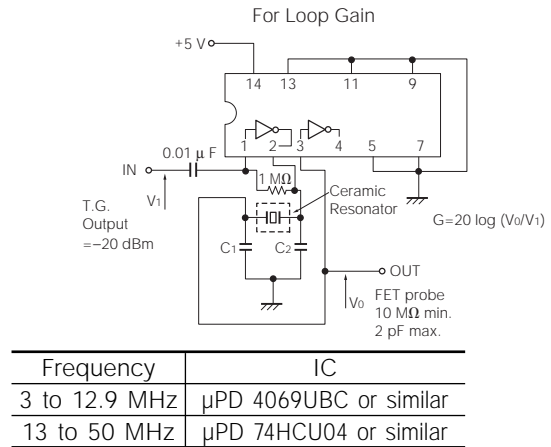 For Loop Gain
+5 V
14 13 11 9
1 2 3 4 5 7
0.01 μF
IN
1 MΩ
V1
T.G.
Output
=–20 dBm
Ceramic
Resonator
G=20 log (V0/V1)
C1 C2
OUT
V0
FET probe
10 MΩ min.
2 pF max.
Frequency IC
3 to 12.9 MHz μPD 4069UBC or similar
13 to 50 MHz μPD 74HCU04 or similar